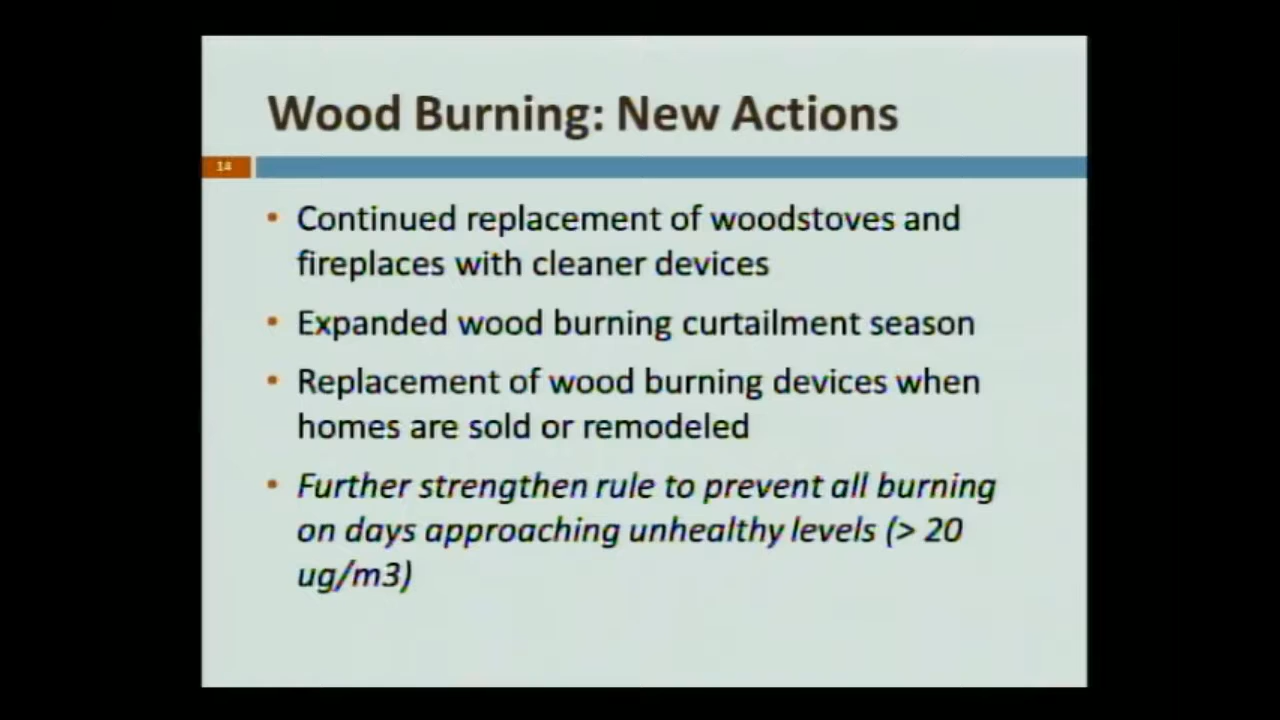 Wood Burning: New Actions
14
• Continued replacement of woodstoves and
fireplaces with cleaner devices
• Expanded wood burning curtailment season
• Replacement of wood burning devices when
homes are sold or remodeled
• Further strengthen rule to prevent all burning
on days approaching unhealthy levels (> 20
ug/m3)